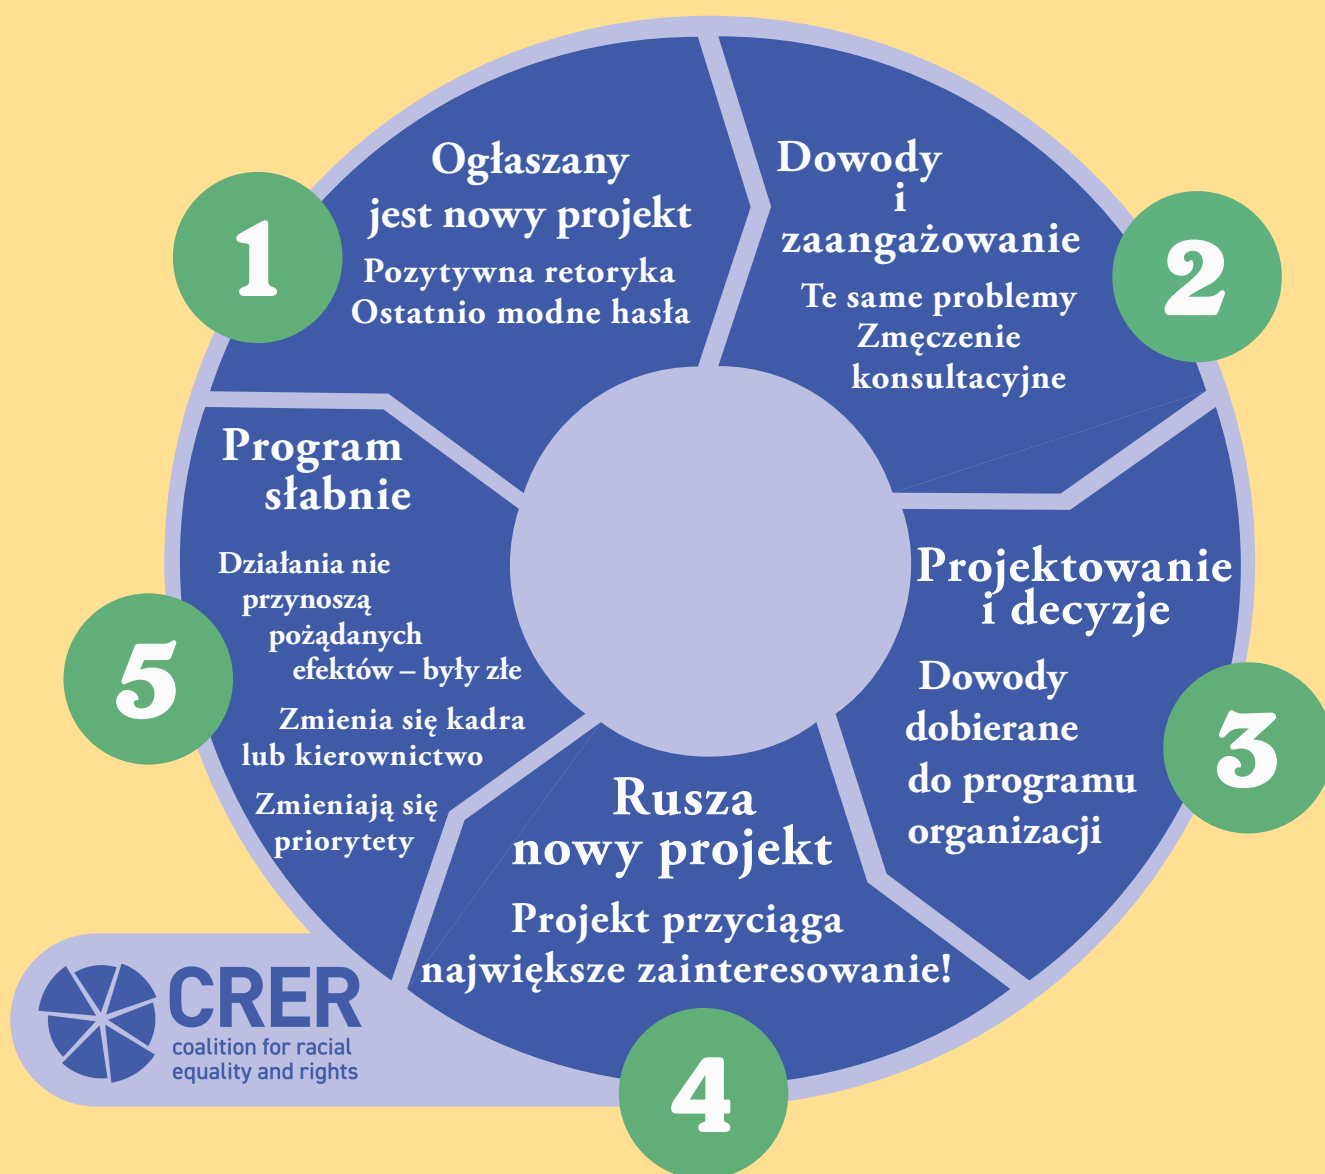 1
Ogłaszany
jest nowy projekt
Pozytywna retoryka
Ostatnio modne hasła
2
Dowody
i
zaangażowanie
Te same problemy
Zmęczenie
konsultacyjne
3
Projektowanie
i decyzje
Dowody
dobierane
do programu
organizacji
4
Rusza
nowy projekt
Projekt przyciąga
największe zainteresowanie!
5
Program
słabnie
Działania nie
przynoszą
pożądanych
efektów – były złe
Zmienia się kadra
lub kierownictwo
Zmieniają się
priorytety
CRER
coalition for racial
equality and rights